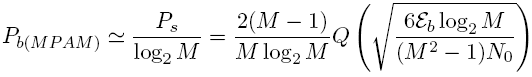 $P_{b(MPAM)} \simeq \frac{P_s}{\log_2 M} = \frac{2(M-1)}{M \log_2 M} Q\left(\sqrt{\frac{6\mathcal{E}_b \log_2 M}{(M^2-1)N_0}}\right)$